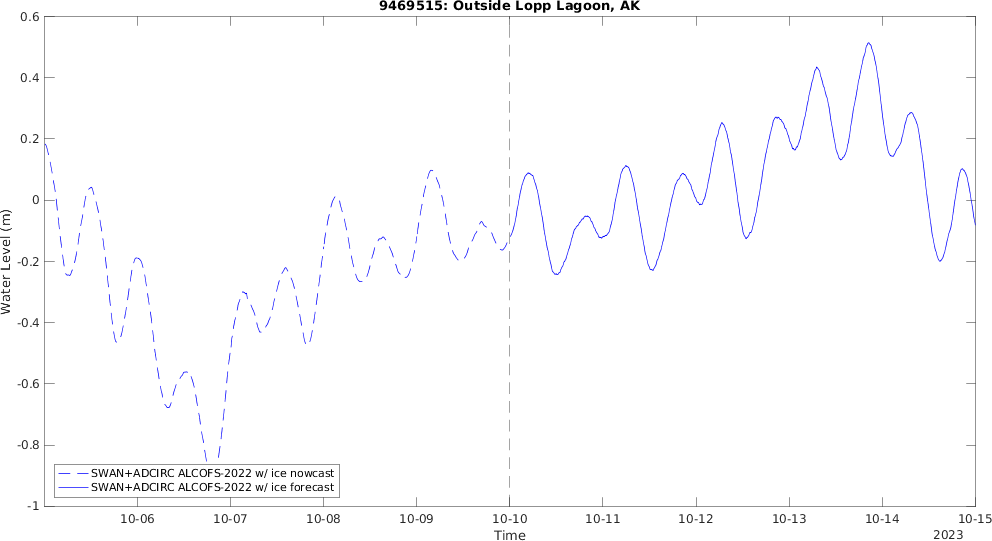 9469515: Outside Lopp Lagoon, AK
0.6
0.4
0.2
0
-0.2
-0.4
-0.6
-0.8
-1
Water Level (m)
SWAN+ADCIRC ALCOFS-2022 w/ ice nowcast
SWAN+ADCIRC ALCOFS-2022 w/ ice forecast
10-06 10-07 10-08 10-09 10-10 10-11 10-12 10-13 10-14 10-15
Time
2023